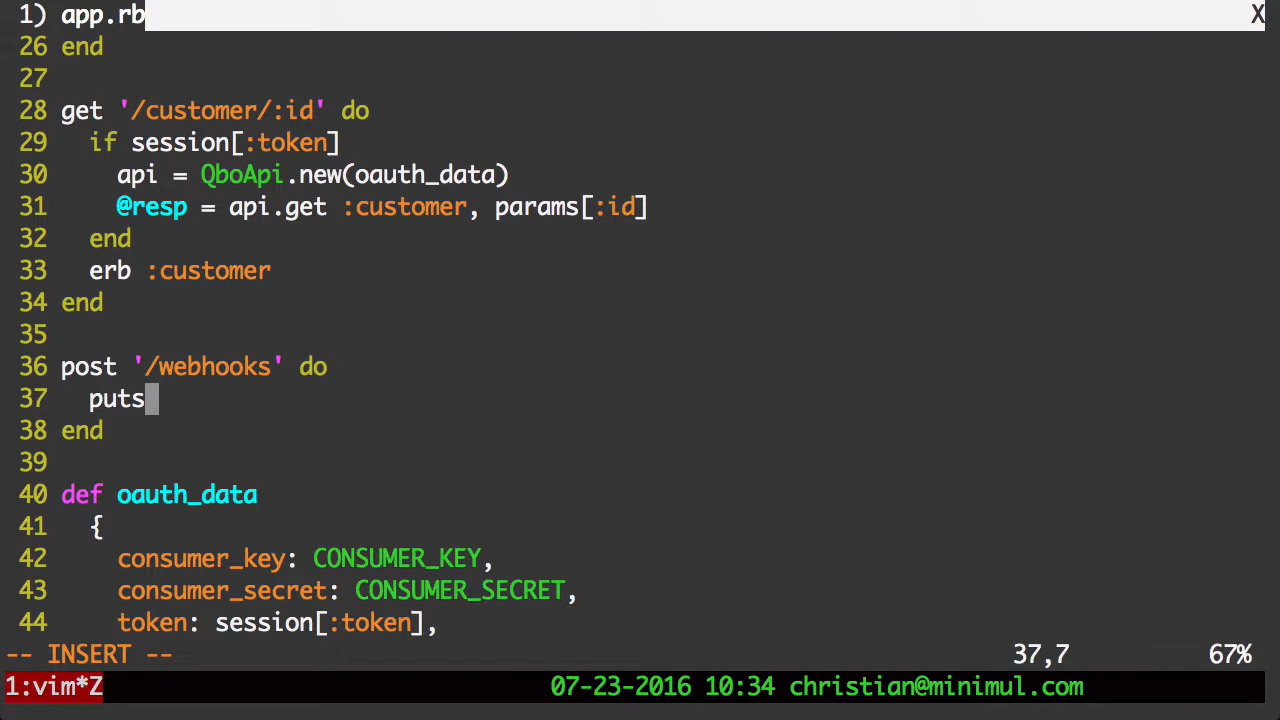 1) app.rb X
26 end
27
28 get '/customer/:id' do
29   if session[:token]
30     api = QboApi.new(oauth_data)
31     @resp = api.get :customer, params[:id]
32   end
33   erb :customer
34 end
35
36 post '/webhooks' do
37   puts
38 end
39
40 def oauth_data
41   {
42     consumer_key: CONSUMER_KEY,
43     consumer_secret: CONSUMER_SECRET,
44     token: session[:token],
-- INSERT -- 37,7 67%
1:vim*Z 07-23-2016 10:34 christian@minimul.com